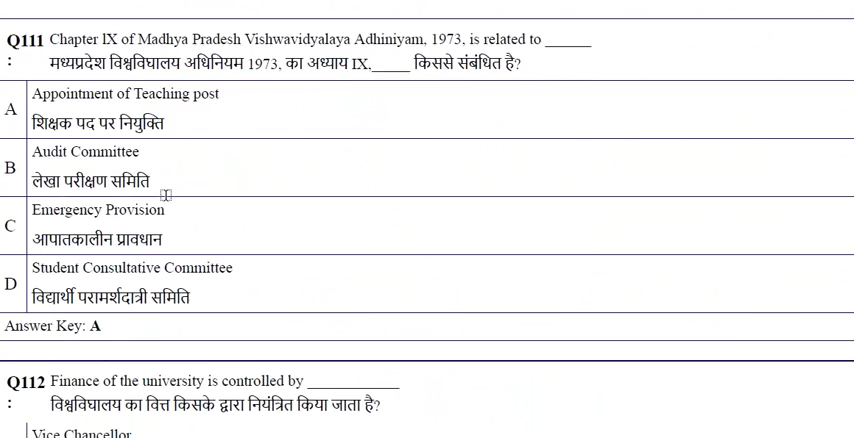 Q111 Chapter IX of Madhya Pradesh Vishwavidyalaya Adhiniyam, 1973, is related to ______
: मध्यप्रदेश विश्वविघालय अधिनियम 1973, का अध्याय IX,_____ किससे संबंधित है?
A Appointment of Teaching post
शिक्षक पद पर नियुक्ति
B Audit Committee
लेखा परीक्षण समिति
C Emergency Provision
आपातकालीन प्रावधान
D Student Consultative Committee
विद्यार्थी परामर्शदात्री समिति
Answer Key: A
Q112 Finance of the university is controlled by ____________
: विश्वविघालय का वित्त किसके द्वारा नियंत्रित किया जाता है?
Vice Chancellor